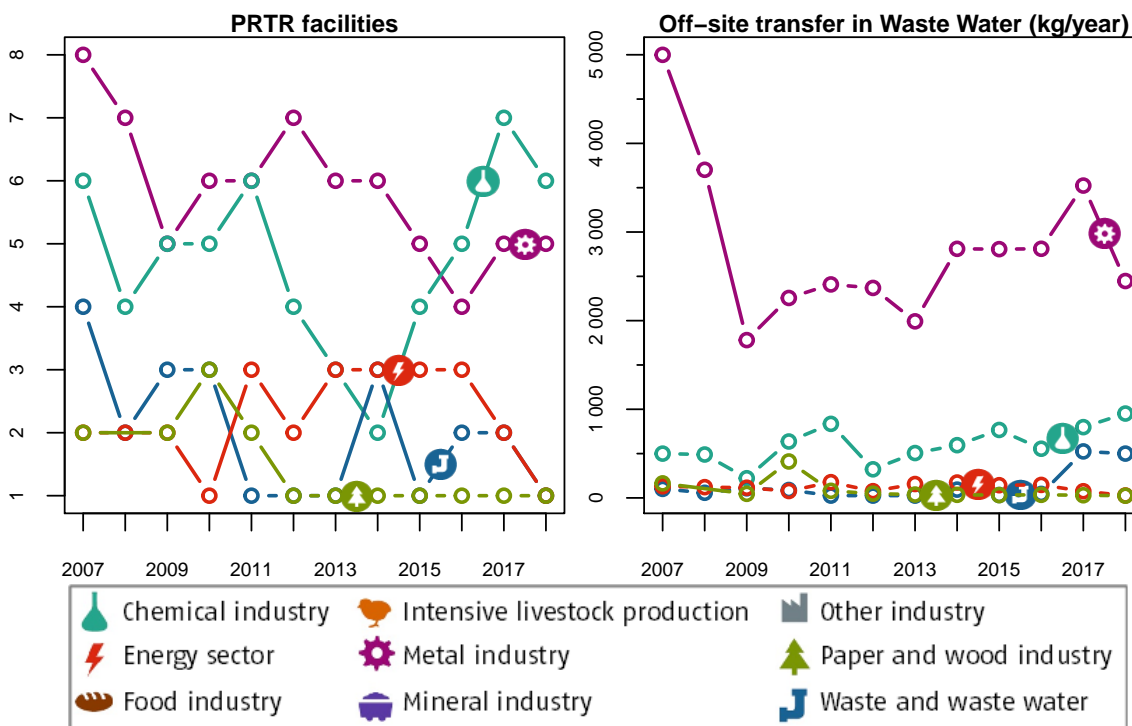 PRTR facilities
Off−site transfer in Waste Water (kg/year)
8
7
6
5
4
3
2
1
5 000
4 000
3 000
2 000
1 000
0
2007 2009 2011 2013 2015 2017
2007 2009 2011 2013 2015 2017
Chemical industry Intensive livestock production Other industry
Energy sector Metal industry Paper and wood industry
Food industry Mineral industry Waste and waste water